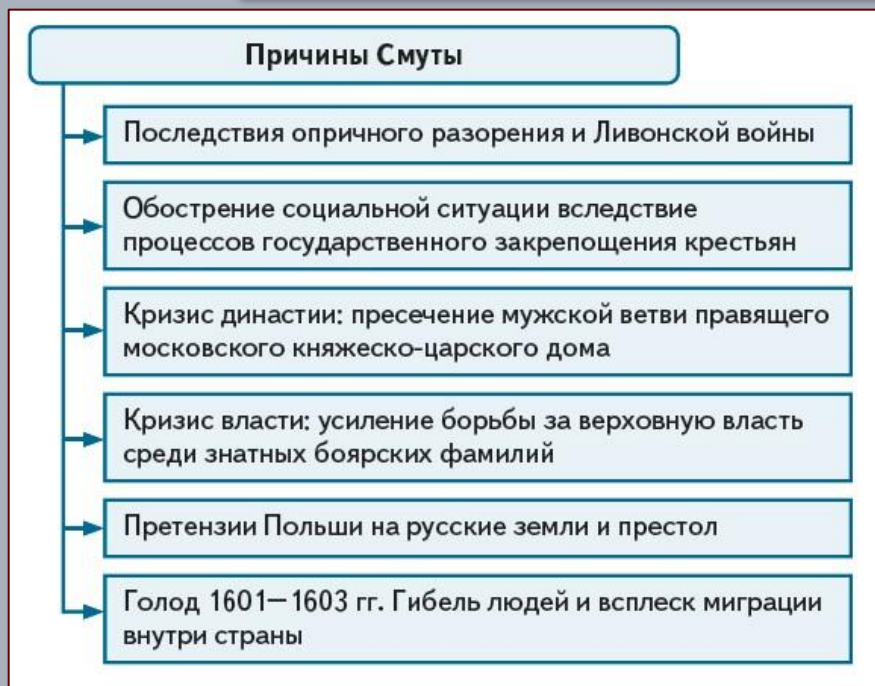 Причины Смуты
Последствия опричного разорения и Ливонской войны
Обострение социальной ситуации вследствие
процессов государственного закрепощения крестьян
Кризис династии: пресечение мужской ветви правящего
московского княжеско-царского дома
Кризис власти: усиление борьбы за верховную власть
среди знатных боярских фамилий
Претензии Польши на русские земли и престол
Голод 1601—1603 гг. Гибель людей и всплеск миграции
внутри страны